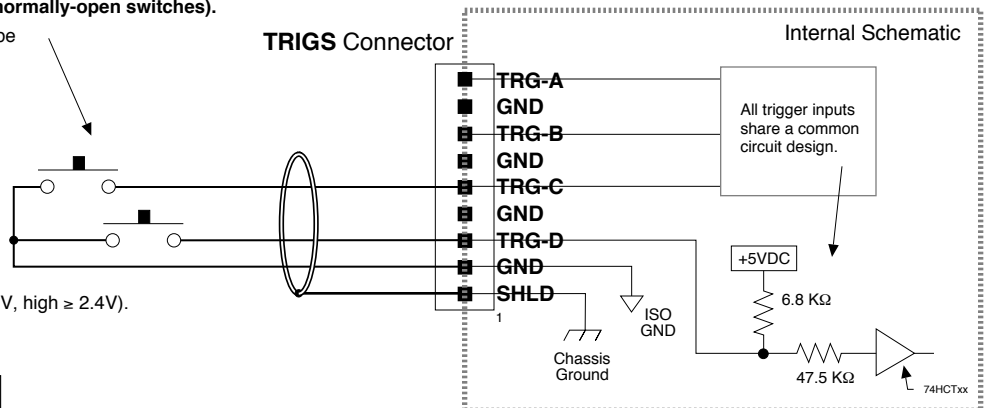 normally-open switches).
TRIGS Connector
Internal Schematic
TRG-A
GND
TRG-B
GND
TRG-C
GND
TRG-D
GND
SHLD
1
All trigger inputs
share a common
circuit design.
+5VDC
6.8 KΩ
ISO
GND
Chassis
Ground
47.5 KΩ
74HCTxx
V, high ≥ 2.4V).